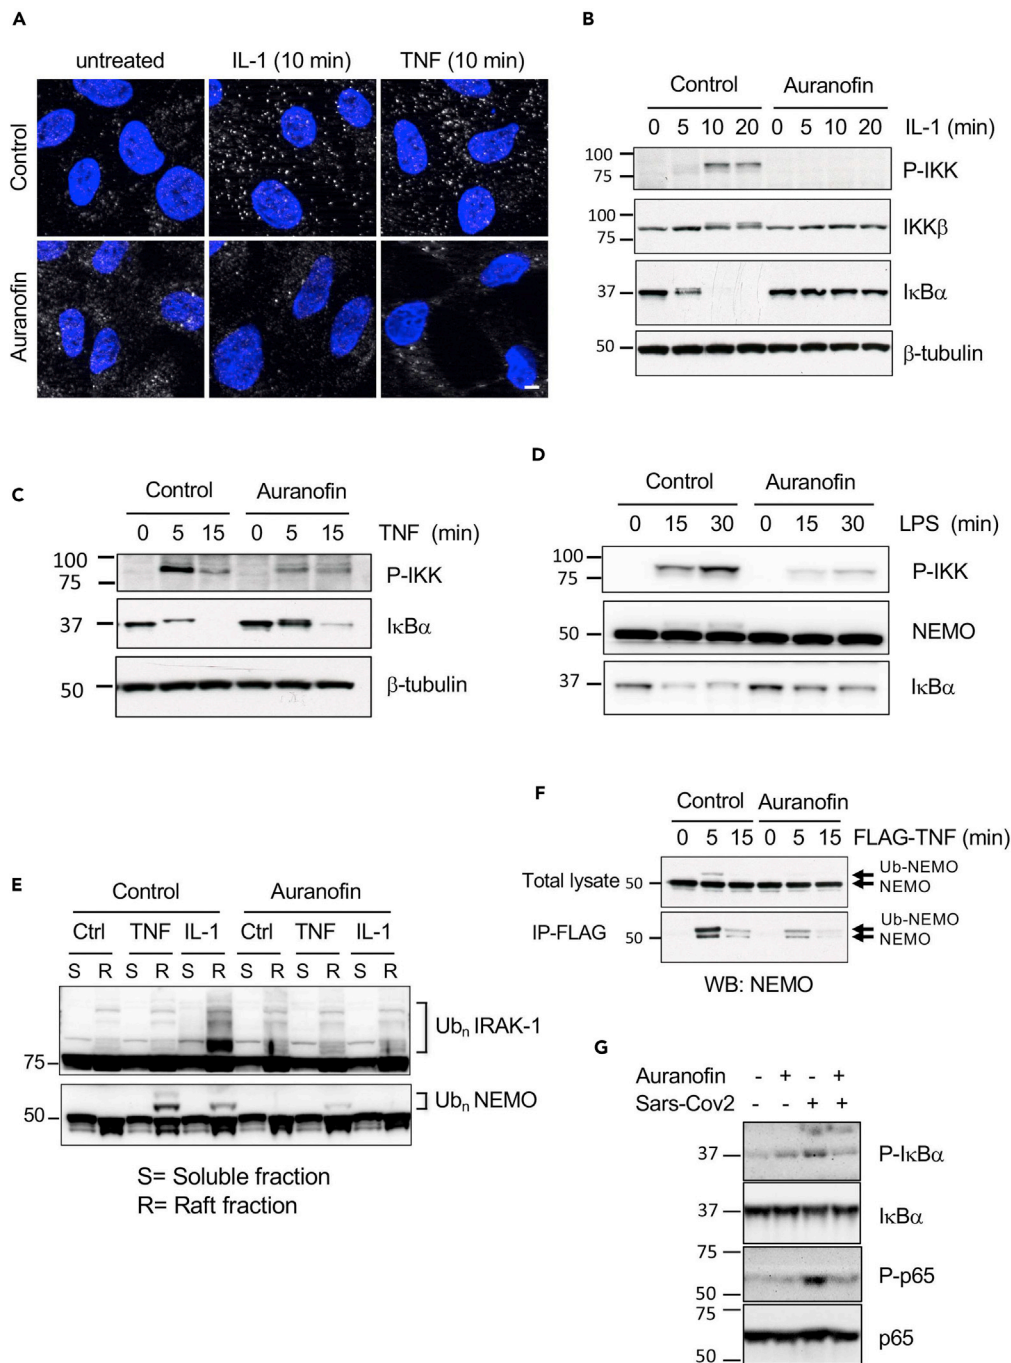 A
untreated IL-1 (10 min) TNF (10 min)
Control
Auranofin
B
Control Auranofin
0 5 10 20 0 5 10 20 IL-1 (min)
100
75
P-IKK
100
75
IKKβ
37
IκBα
50
β-tubulin
C
Control Auranofin
0 5 15 0 5 15 TNF (min)
100
75
P-IKK
37
IκBα
50
β-tubulin
D
Control Auranofin
0 15 30 0 15 30 LPS (min)
100
75
P-IKK
50
NEMO
37
IκBα
E
Control Auranofin
Ctrl TNF IL-1 Ctrl TNF IL-1
S R S R S R S R S R S R
Ubn IRAK-1
75
Ubn NEMO
50
S= Soluble fraction
R= Raft fraction
F
Control Auranofin
0 5 15 0 5 15 FLAG-TNF (min)
Total lysate 50
Ub-NEMO
NEMO
IP-FLAG 50
Ub-NEMO
NEMO
WB: NEMO
G
Auranofin - + - +
Sars-Cov2 - - + +
37
P-IκBα
37
IκBα
75
P-p65
50
75
p65
50